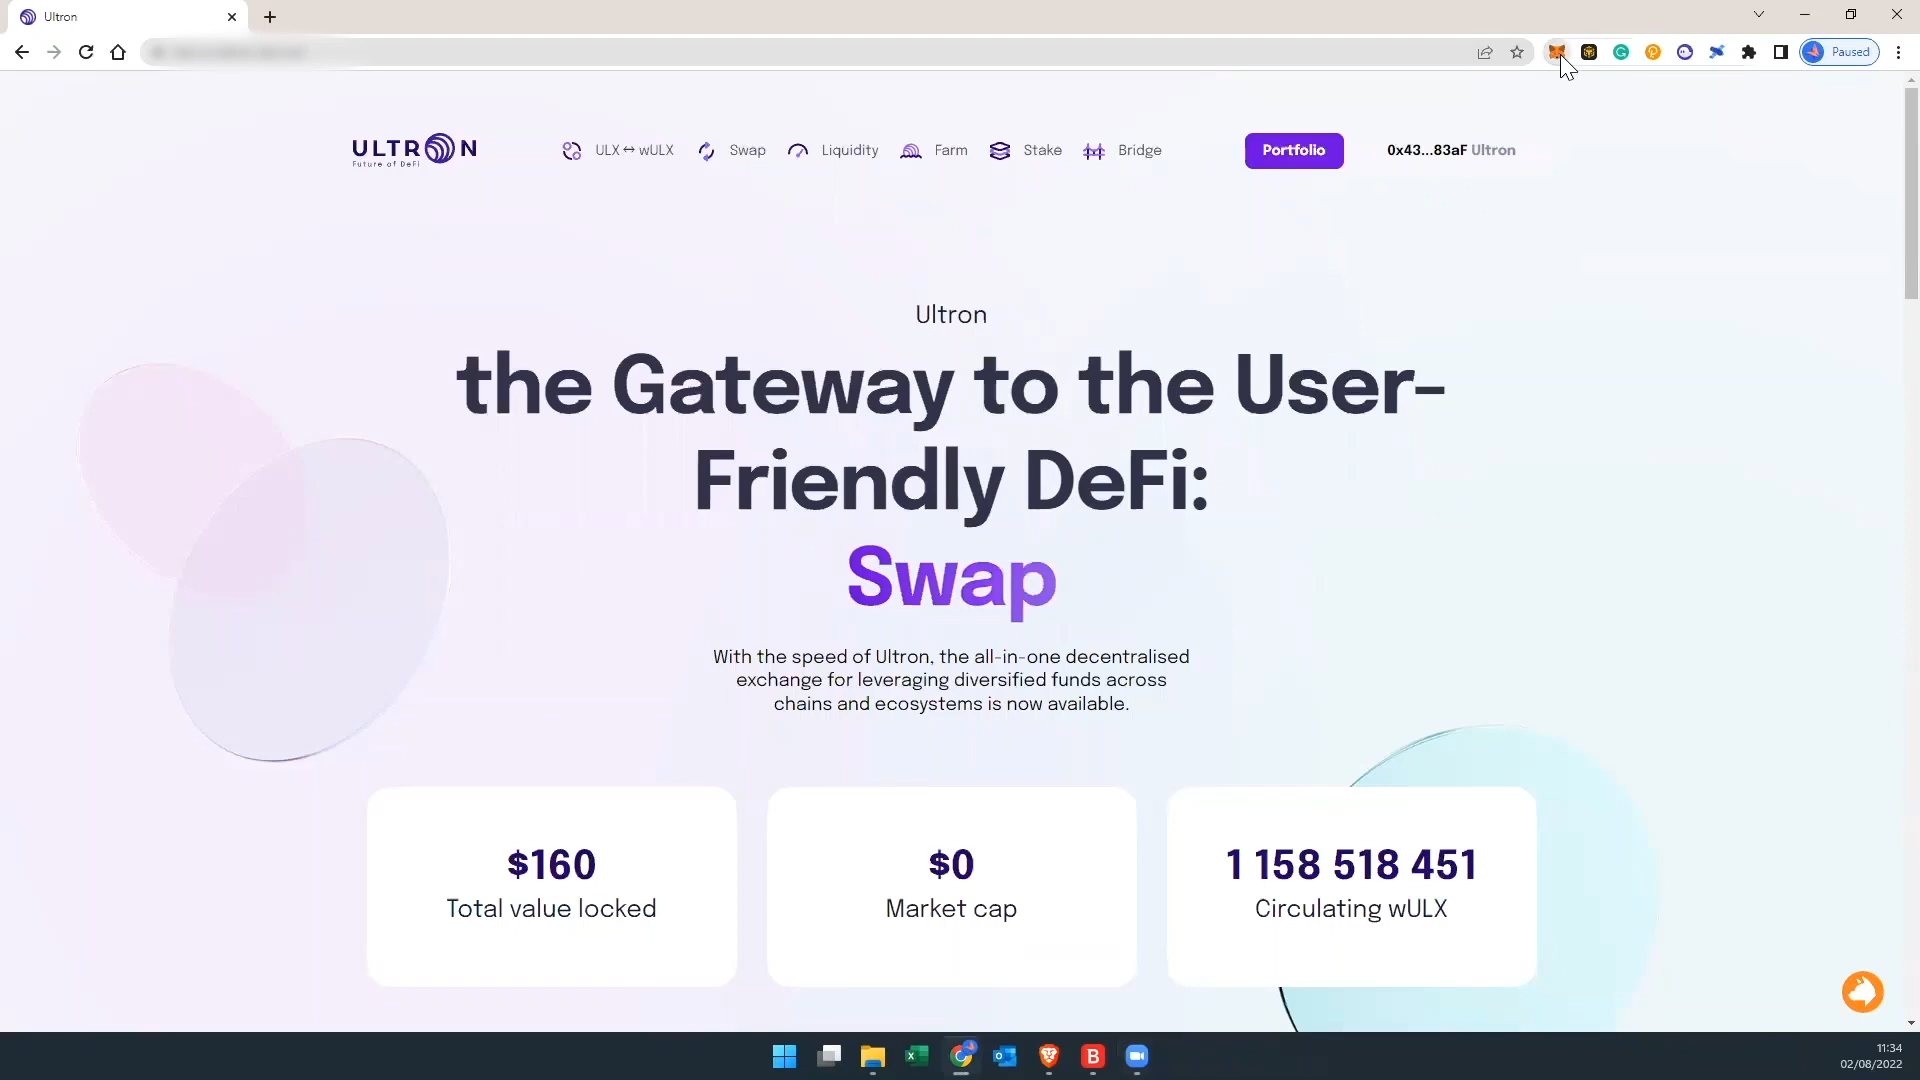 Ultron
Paused
ULTRON
Future of DeFi
ULX↔wULX
Swap
Liquidity
Farm
Stake
Bridge
Portfolio
0x43...83aF Ultron
Ultron
the Gateway to the User-
Friendly DeFi:
Swap
With the speed of Ultron, the all-in-one decentralised
exchange for leveraging diversified funds across
chains and ecosystems is now available.
$160
Total value locked
$0
Market cap
1 158 518 451
Circulating wULX
11:34
02/08/2022